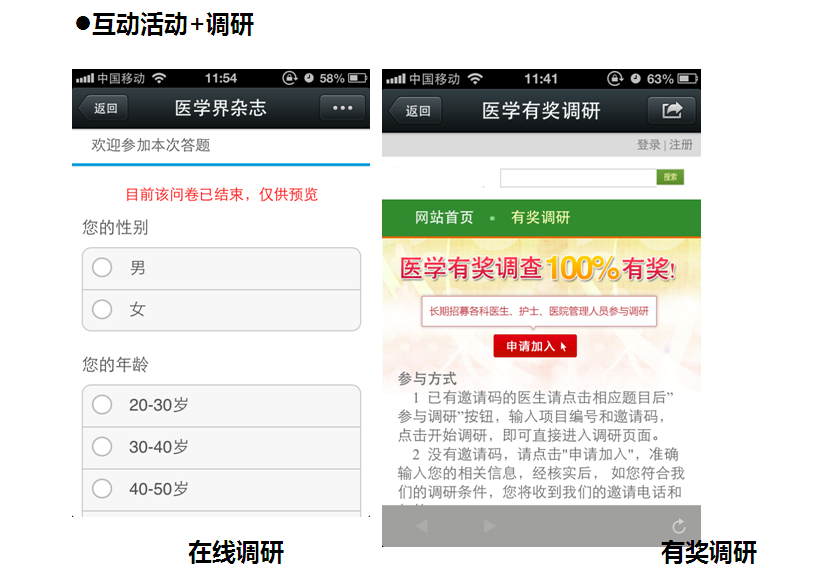 ●互动活动+调研
中国移动 11:54 58%
返回 医学界杂志 •••
欢迎参加本次答题
目前该问卷已结束，仅供预览
您的性别
男
女
您的年龄
20-30岁
30-40岁
40-50岁
在线调研
中国移动 11:41 63%
返回 医学有奖调研
登录 | 注册
搜索
网站首页 有奖调研
医学有奖调查100%有奖!
长期招募各科医生、护士、医院管理人员参与调研
申请加入
参与方式
1 已有邀请码的医生请点击相应题目后”
参与调研”按钮，输入项目编号和邀请码，
点击开始调研，即可直接进入调研页面。
2 没有邀请码，请点击"申请加入"，准确
输入您的相关信息，经核实后， 如您符合我
们的调研条件，您将收到我们的邀请电话和
有奖调研